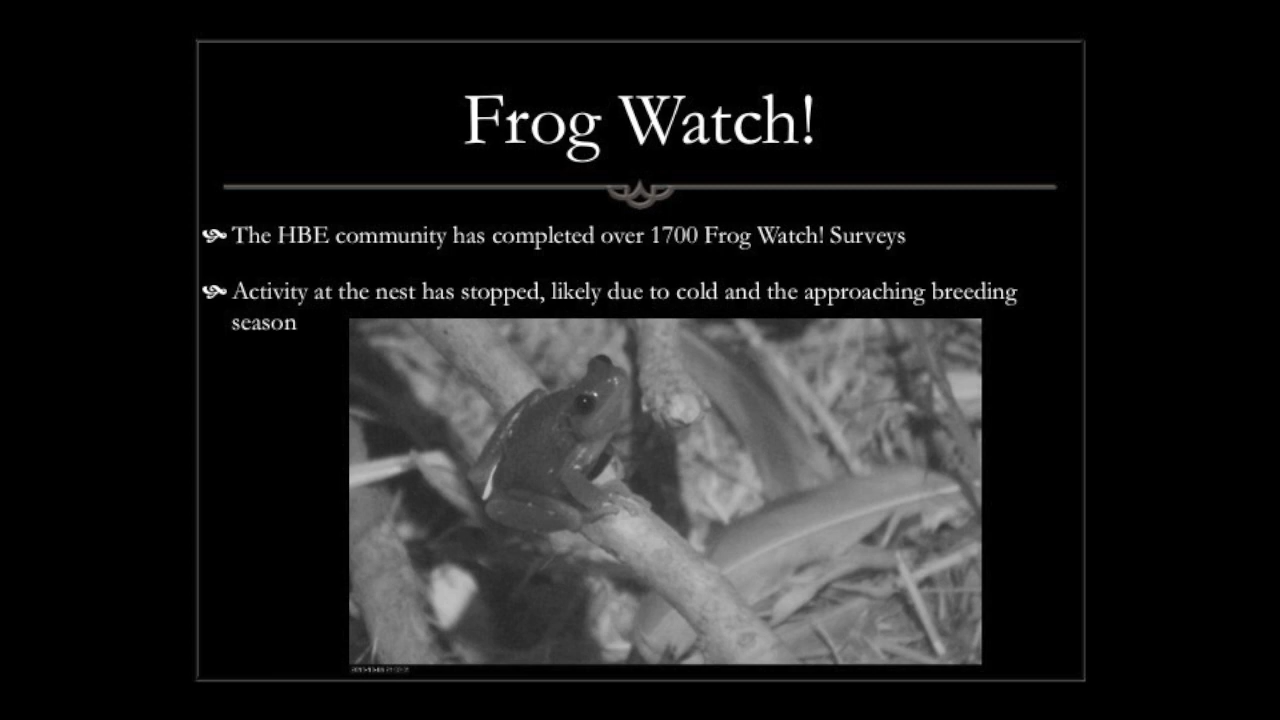 Frog Watch!
The HBE community has completed over 1700 Frog Watch! Surveys
Activity at the nest has stopped, likely due to cold and the approaching breeding
season